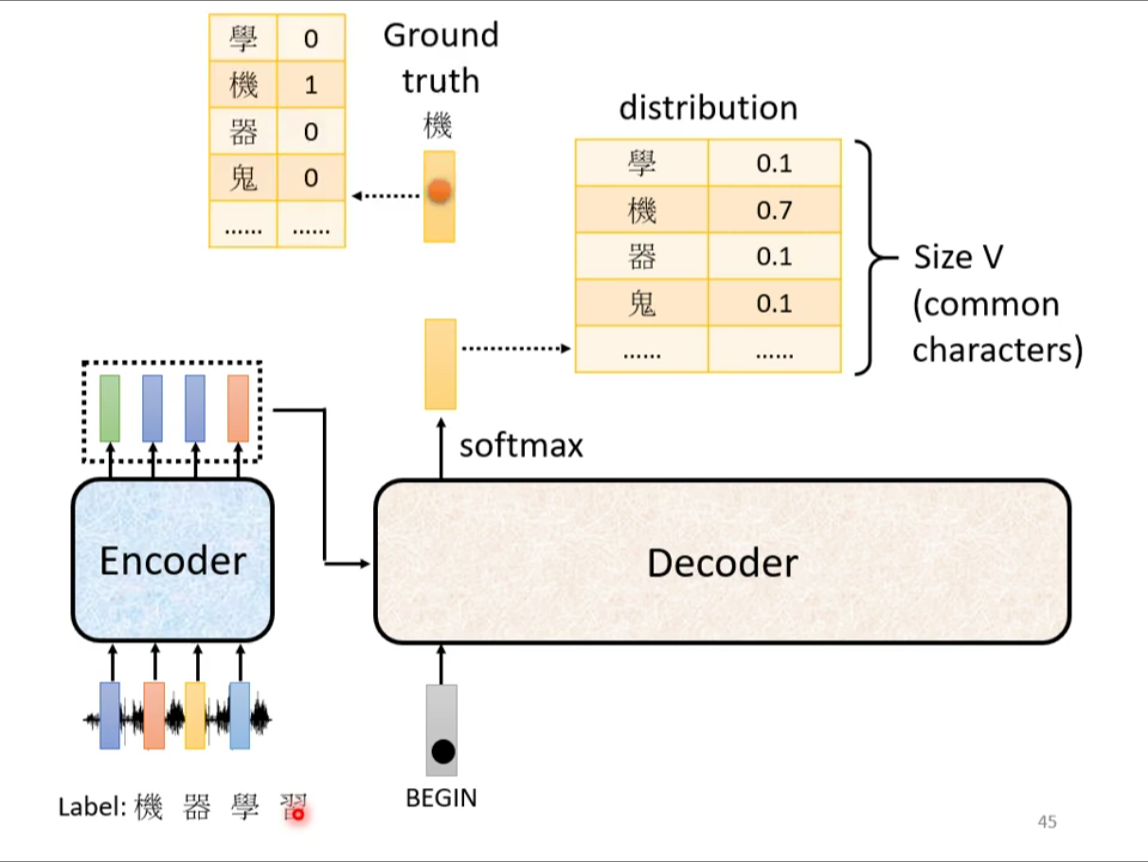 學 0
機 1
器 0
鬼 0
...... ......
Ground
truth
機
distribution
學 0.1
機 0.7
器 0.1
鬼 0.1
...... ......
Size V
(common
characters)
softmax
Encoder
Decoder
Label: 機 器 學 習
BEGIN
45